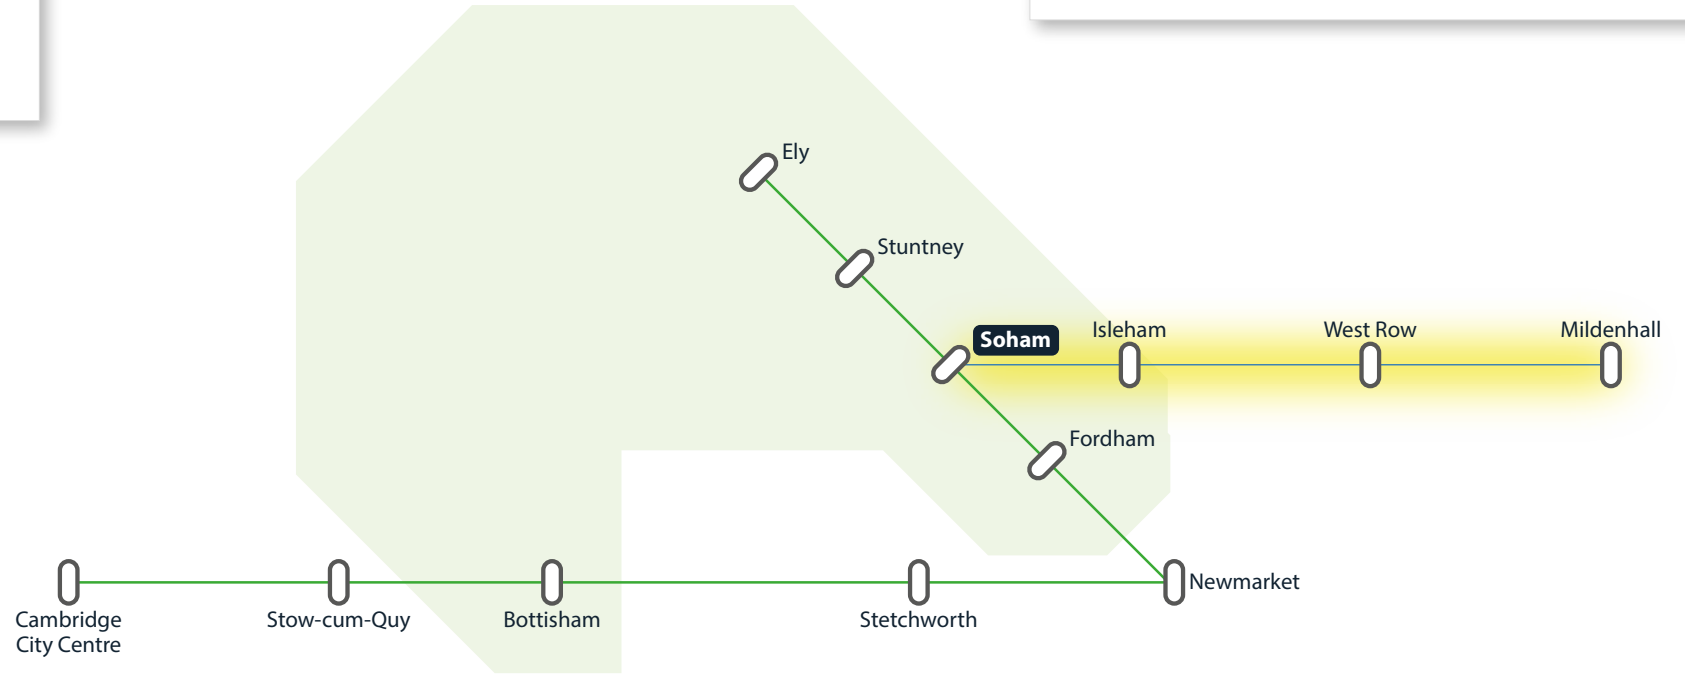 Ely
Stuntney
Soham
Isleham
West Row
Mildenhall
Fordham
Newmarket
Cambridge
City Centre
Stow-cum-Quy
Bottisham
Stetchworth